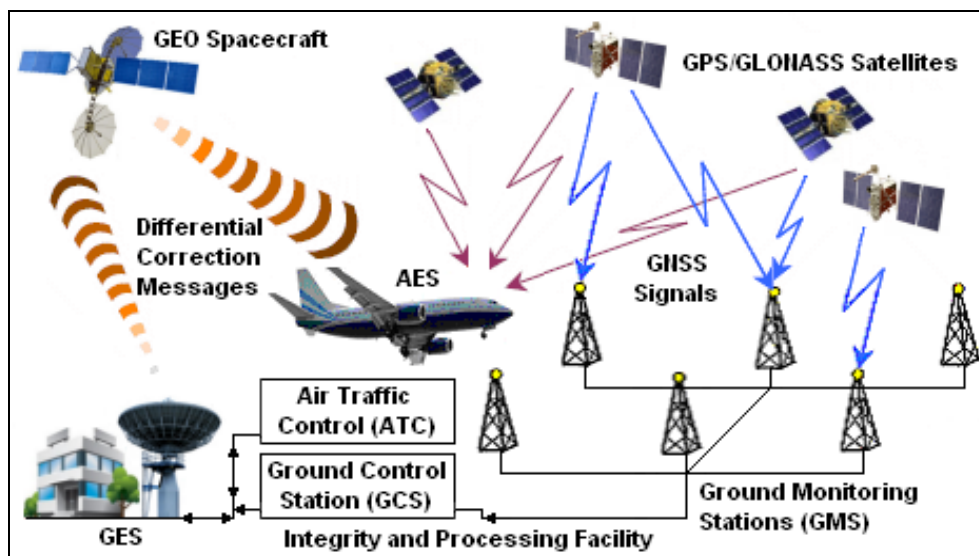 GEO Spacecraft
GPS/GLONASS Satellites
Differential
Correction
Messages
AES
GNSS
Signals
Air Traffic
Control (ATC)
Ground Control
Station (GCS)
Ground Monitoring
Stations (GMS)
GES
Integrity and Processing Facility